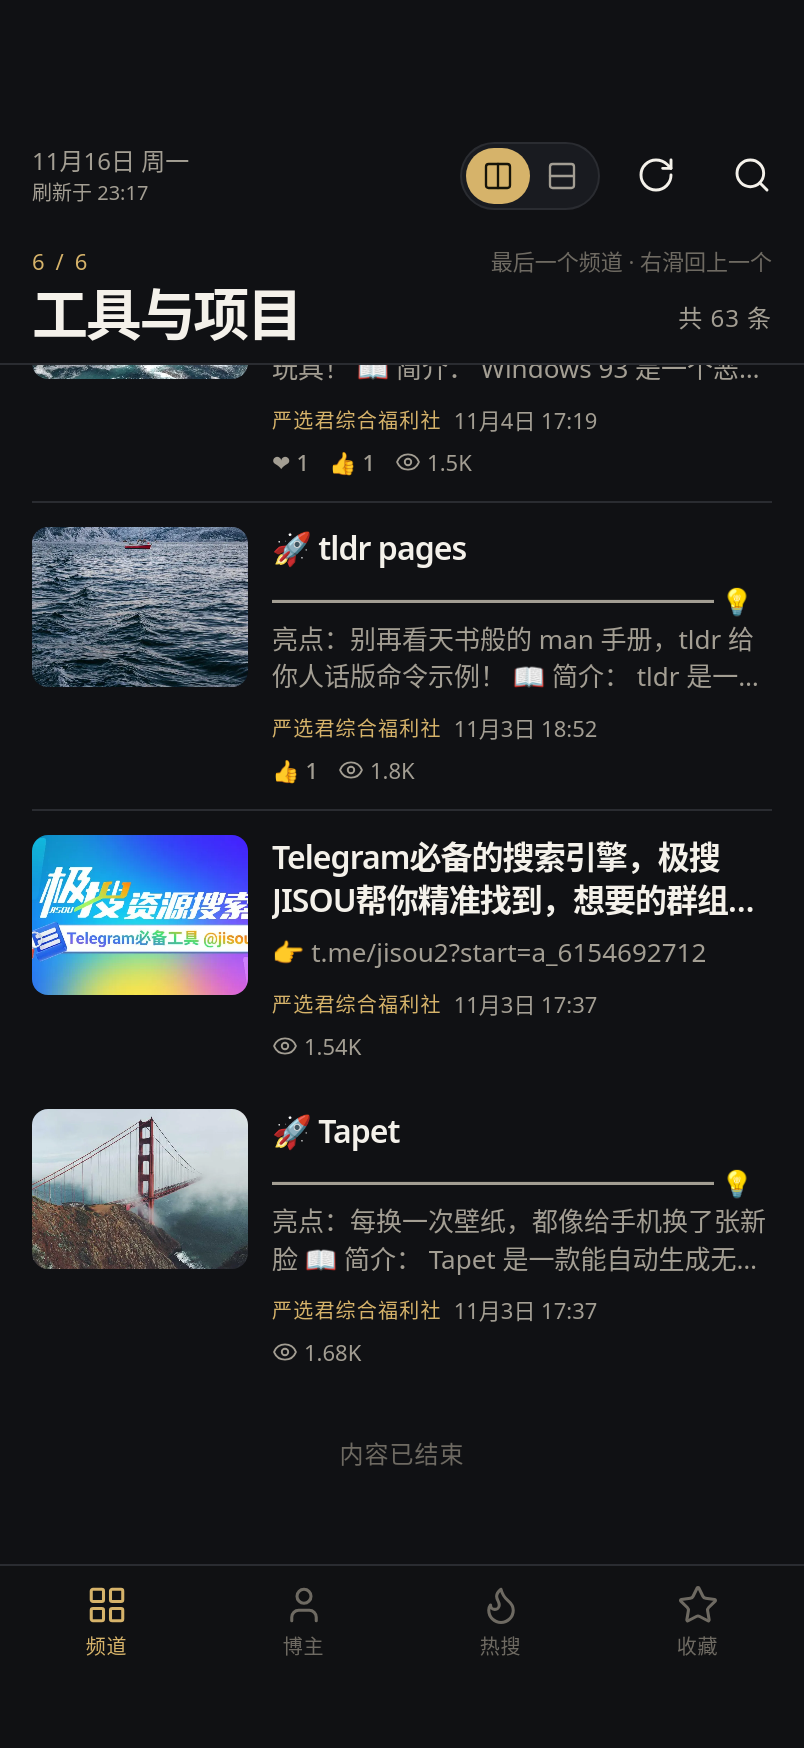 11月16日 周一
刷新于 23:17
6 / 6
最后一个频道 · 右滑回上一个
工具与项目
共 63 条
玩具！ 📖 简介： Windows 93 是一个恶...
严选君综合福利社 11月4日 17:19
❤ 1 👍 1 1.5K
🚀 tldr pages
💡
亮点：别再看天书般的 man 手册，tldr 给
你人话版命令示例！ 📖 简介： tldr 是一...
严选君综合福利社 11月3日 18:52
👍 1 1.8K
极搜 资源搜索
JISOU
Telegram必备工具 @jisou
Telegram必备的搜索引擎，极搜
JISOU帮你精准找到，想要的群组...
👉 t.me/jisou2?start=a_6154692712
严选君综合福利社 11月3日 17:37
1.54K
🚀 Tapet
💡
亮点：每换一次壁纸，都像给手机换了张新
脸 📖 简介： Tapet 是一款能自动生成无...
严选君综合福利社 11月3日 17:37
1.68K
内容已结束
频道
博主
热搜
收藏